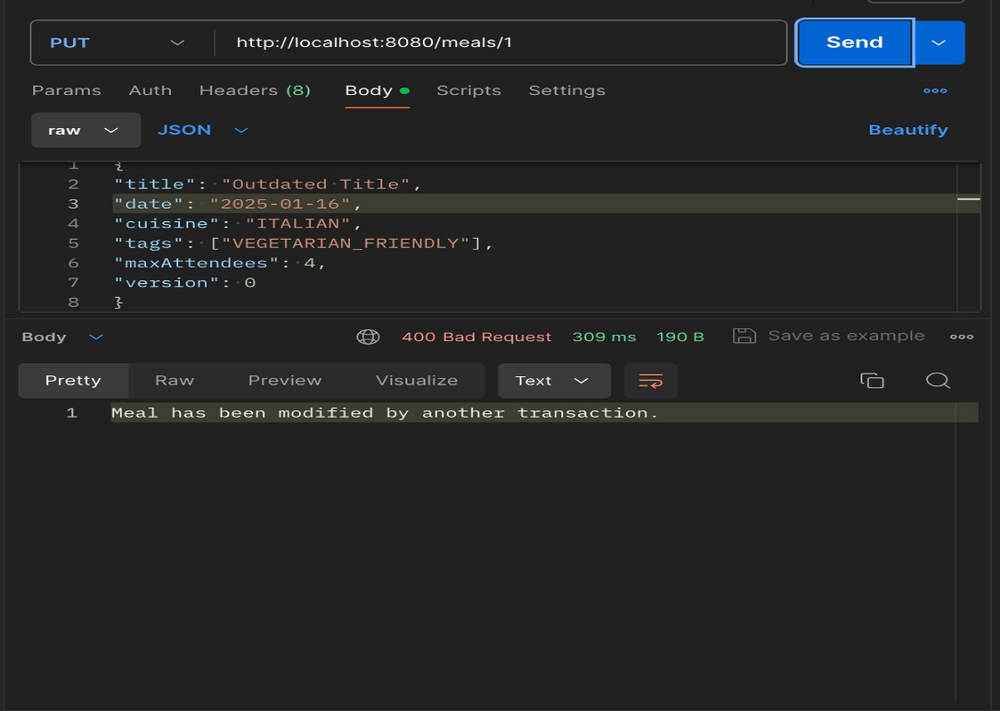 PUT http://localhost:8080/meals/1 Send
Params Auth Headers (8) Body Scripts Settings
raw JSON Beautify
1 {
2 "title": "Outdated Title",
3 "date": "2025-01-16",
4 "cuisine": "ITALIAN",
5 "tags": ["VEGETARIAN_FRIENDLY"],
6 "maxAttendees": 4,
7 "version": 0
8 }
Body 400 Bad Request 309 ms 190 B Save as example
Pretty Raw Preview Visualize Text
1 Meal has been modified by another transaction.